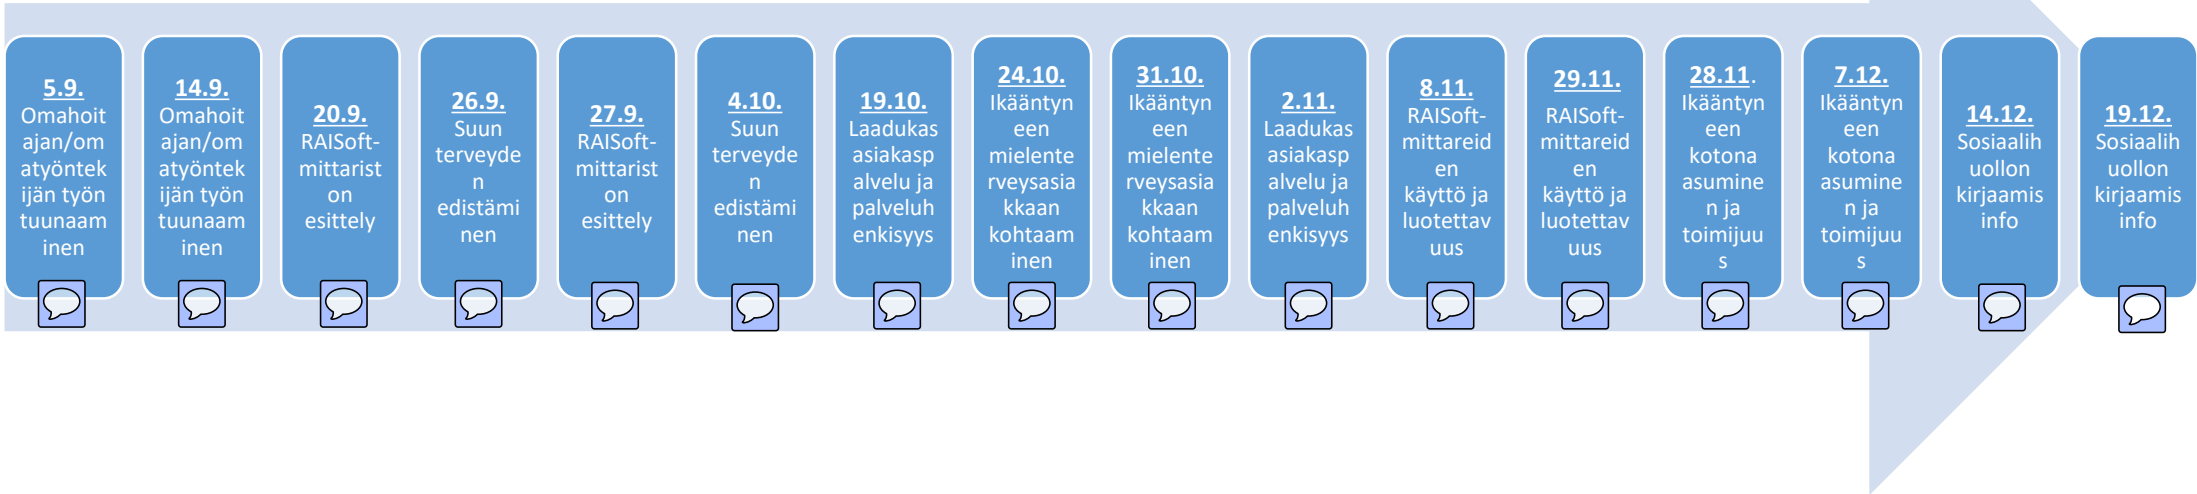 5.9.
Omahoit
ajan/om
atyöntek
ijän työn
tuunaam
inen
14.9.
Omahoit
ajan/om
atyöntek
ijän työn
tuunaam
inen
20.9.
RAISoft-
mittarist
on
esittely
26.9.
Suun
terveyde
n
edistämi
nen
27.9.
RAISoft-
mittarist
on
esittely
4.10.
Suun
terveyde
n
edistämi
nen
19.10.
Laadukas
asiakasp
alvelu ja
palveluh
enkisyys
24.10.
Ikääntyn
een
mielente
rveysasia
kkaan
kohtaam
inen
31.10.
Ikääntyn
een
mielente
rveysasia
kkaan
kohtaam
inen
2.11.
Laadukas
asiakasp
alvelu ja
palveluh
enkisyys
8.11.
RAISoft-
mittareid
en
käyttö ja
luotettav
uus
29.11.
RAISoft-
mittareid
en
käyttö ja
luotettav
uus
28.11.
Ikääntyn
een
kotona
asumine
n ja
toimijuu
s
7.12.
Ikääntyn
een
kotona
asumine
n ja
toimijuu
s
14.12.
Sosiaalih
uollon
kirjaamis
info
19.12.
Sosiaalih
uollon
kirjaamis
info